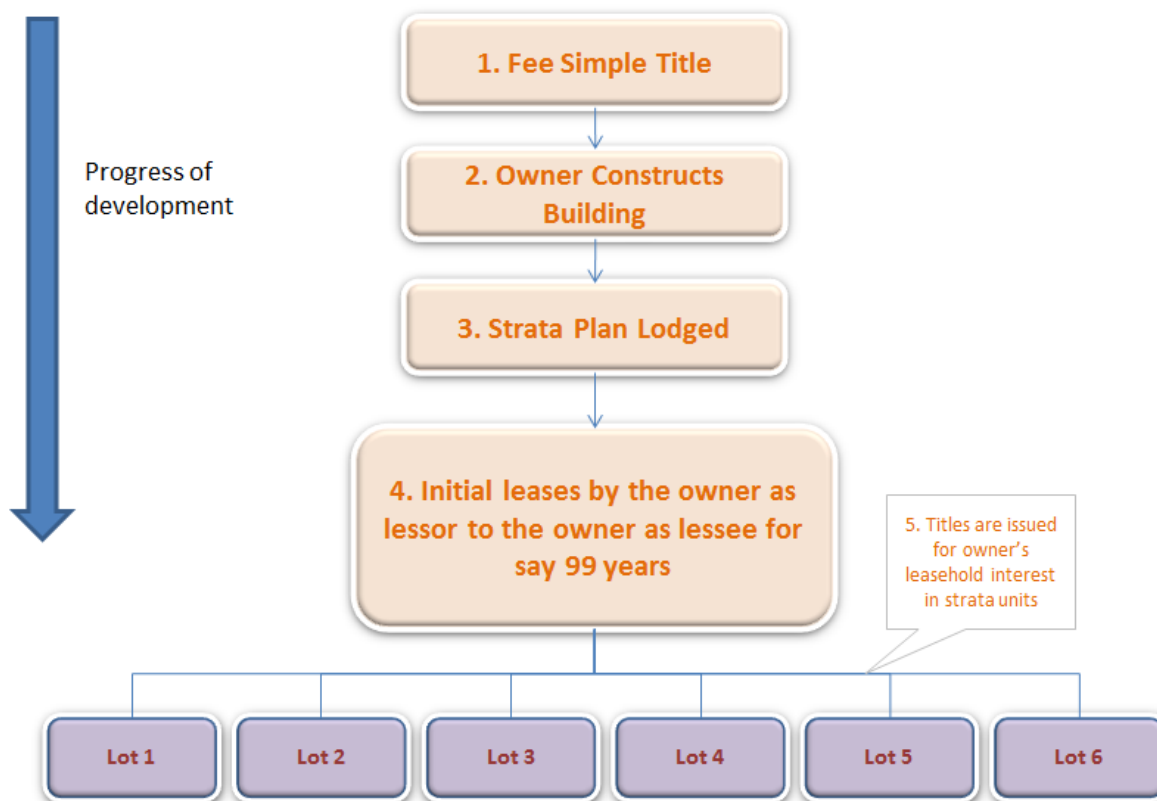 1. Fee Simple Title
Progress of
development
2. Owner Constructs
Building
3. Strata Plan Lodged
4. Initial leases by the owner as
lessor to the owner as lessee for
say 99 years
5. Titles are issued
for owner's
leasehold interest
in strata units
Lot 1
Lot 2
Lot 3
Lot 4
Lot 5
Lot 6